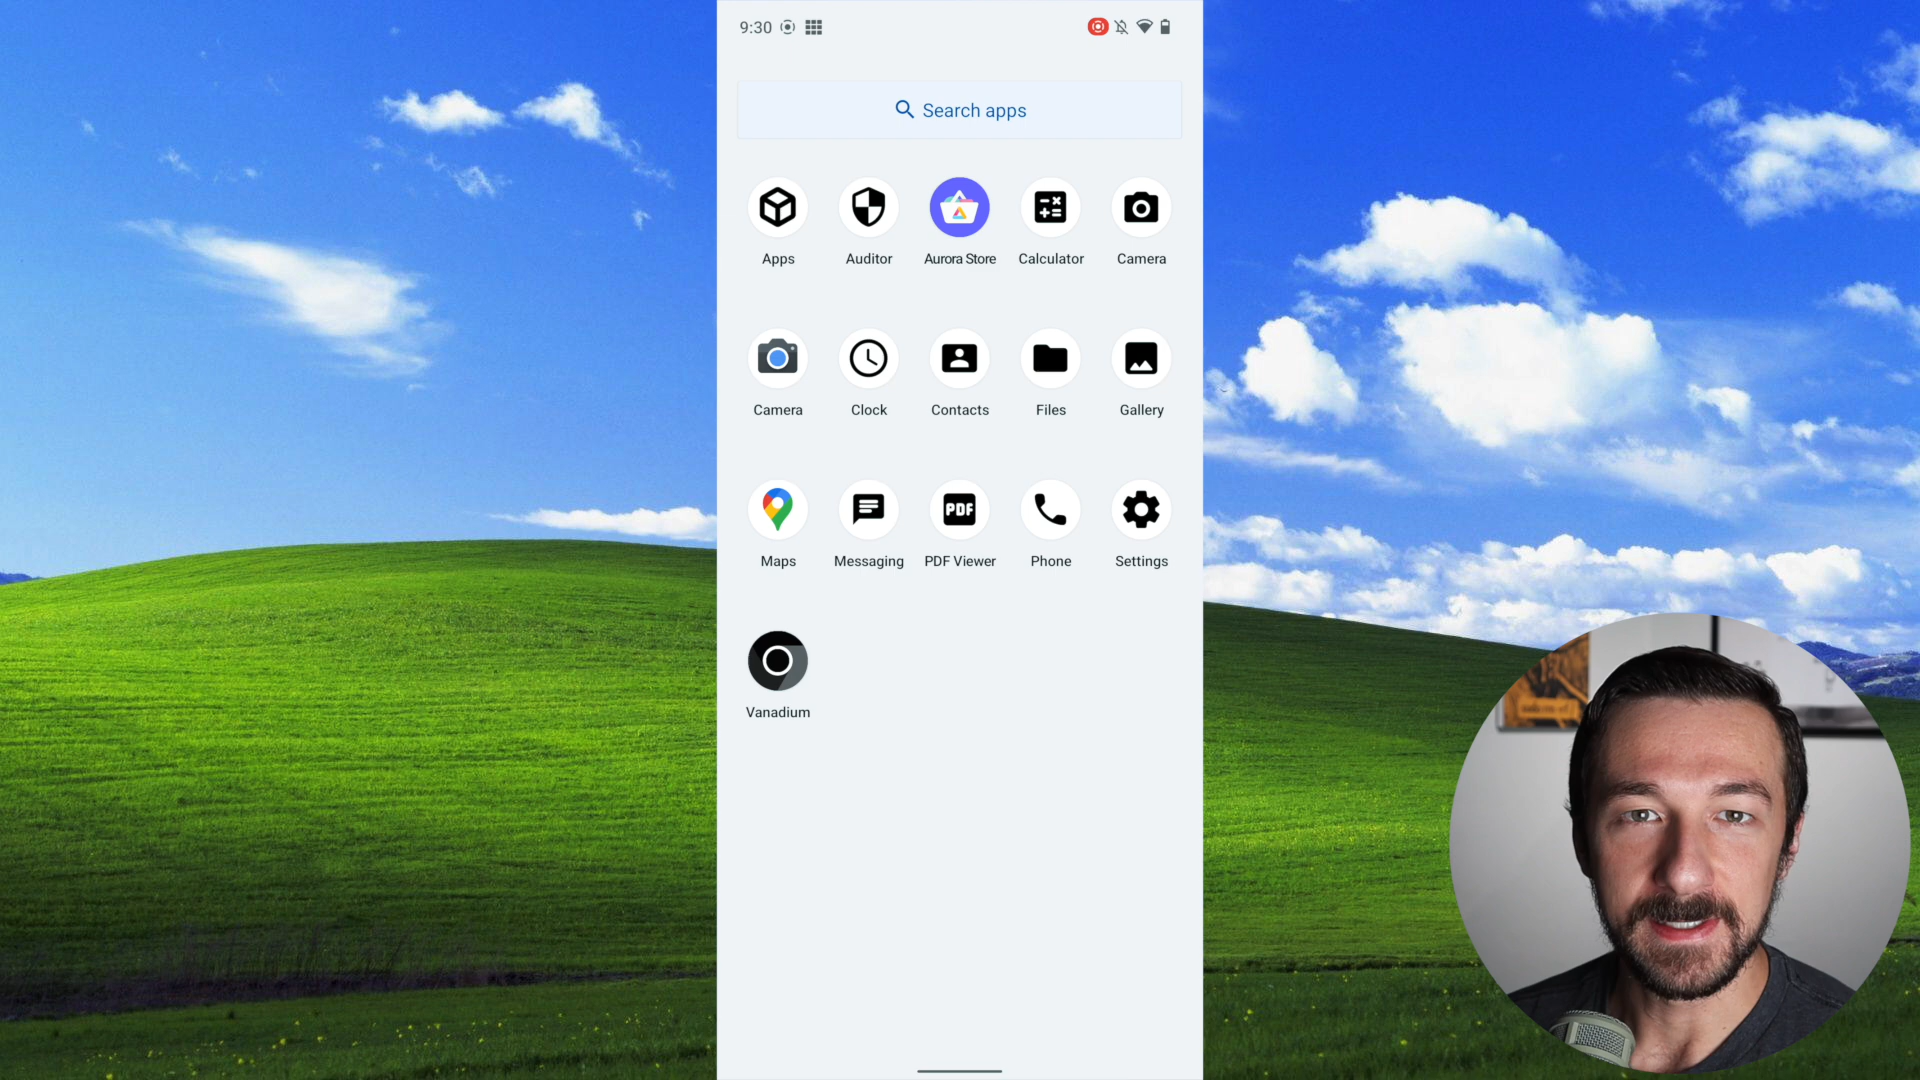 9:30
Search apps
Apps Auditor Aurora Store Calculator Camera
Camera Clock Contacts Files Gallery
PDF
Maps Messaging PDF Viewer Phone Settings
Vanadium